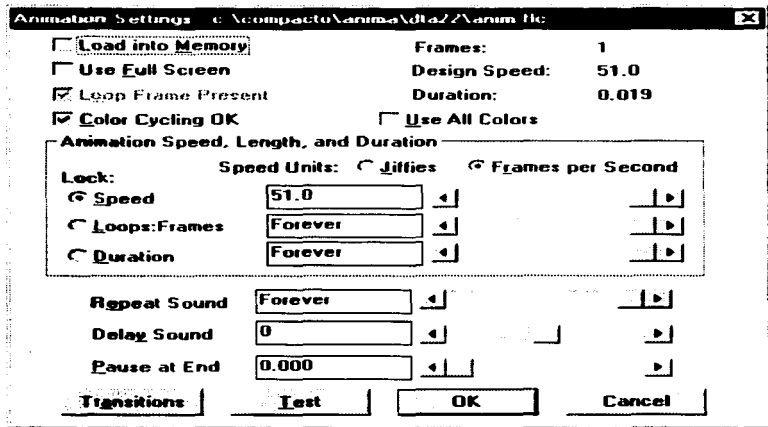 Animation Settings c:\compacto\anima\dta22\anim.flc
Load into Memory
Frames: 1
Use Full Screen
Design Speed: 51.0
Loop Frame Present
Duration: 0.019
Color Cycling OK
Use All Colors
Animation Speed, Length, and Duration
Speed Units: Jiffies Frames per Second
Lock:
Speed 51.0
Loops:Frames Forever
Duration Forever
Repeat Sound Forever
Delay Sound 0
Pause at End 0.000
Transitions Test OK Cancel